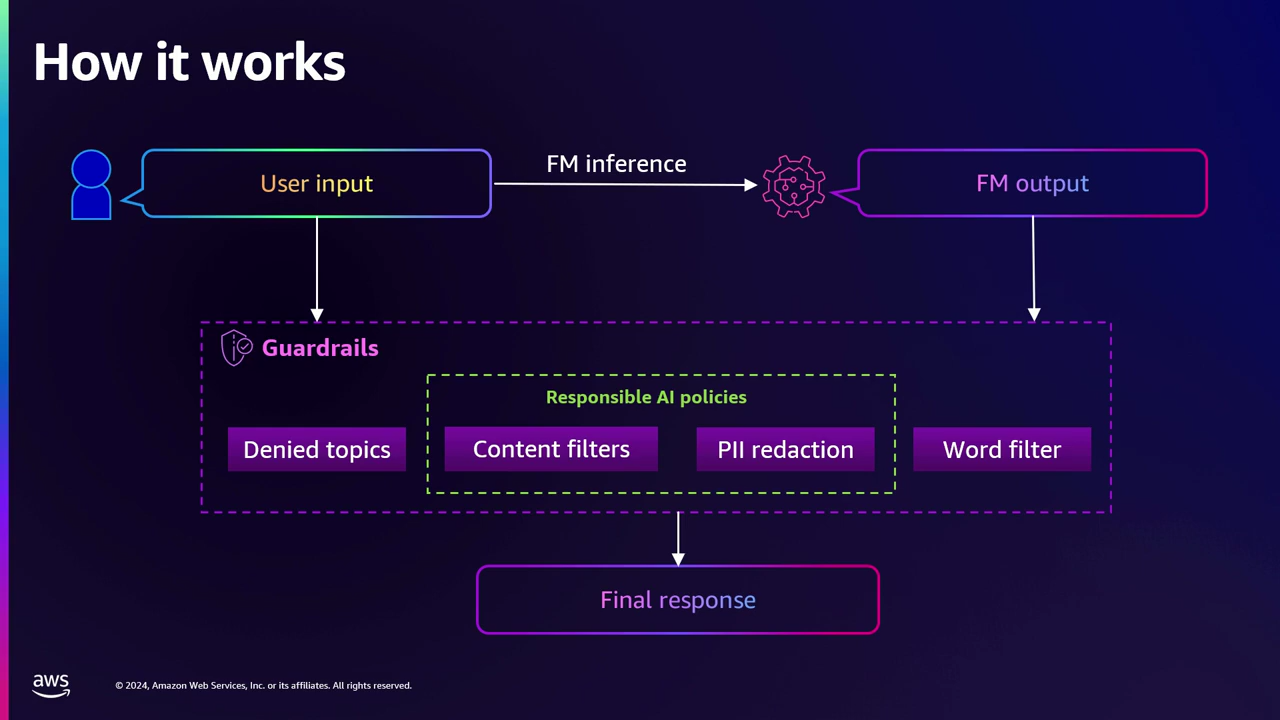 How it works
User input
FM inference
FM output
Guardrails
Responsible AI policies
Denied topics
Content filters
PII redaction
Word filter
Final response
aws
© 2024, Amazon Web Services, Inc. or its affiliates. All rights reserved.